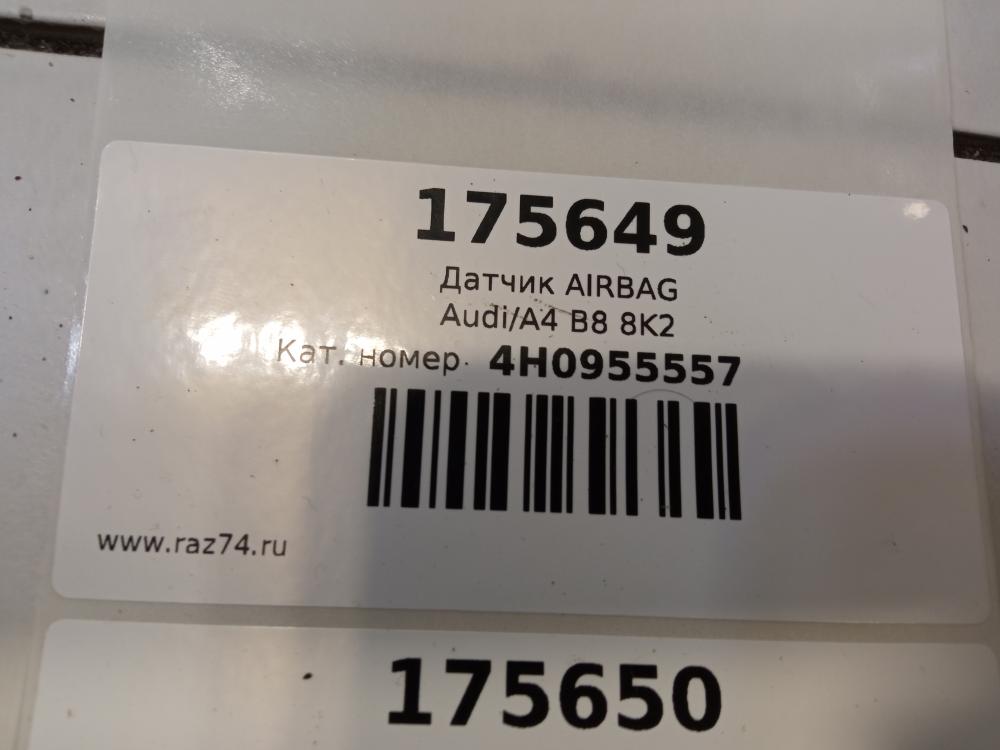 175649
Датчик AIRBAG
Audi/A4 B8 8K2
Кат. номер 4H0955557
www.raz74.ru
175650